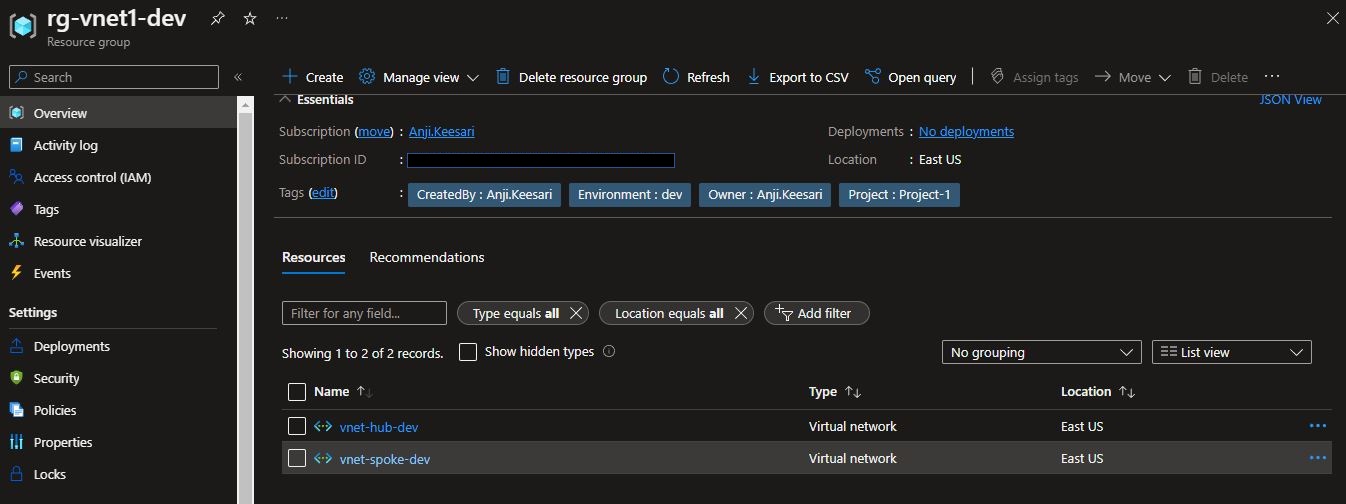 rg-vnet1-dev
Resource group
Search
Overview
Activity log
Access control (IAM)
Tags
Resource visualizer
Events
Settings
Deployments
Security
Policies
Properties
Locks
Create Manage view Delete resource group Refresh Export to CSV Open query Assign tags Move Delete
Essentials JSON View
Subscription (move) : Anji.Keesari Deployments : No deployments
Subscription ID : Location : East US
Tags (edit) : CreatedBy : Anji.Keesari Environment : dev Owner : Anji.Keesari Project : Project-1
Resources Recommendations
Filter for any field... Type equals all Location equals all Add filter
Showing 1 to 2 of 2 records. Show hidden types No grouping List view
Name Type Location
vnet-hub-dev Virtual network East US
vnet-spoke-dev Virtual network East US